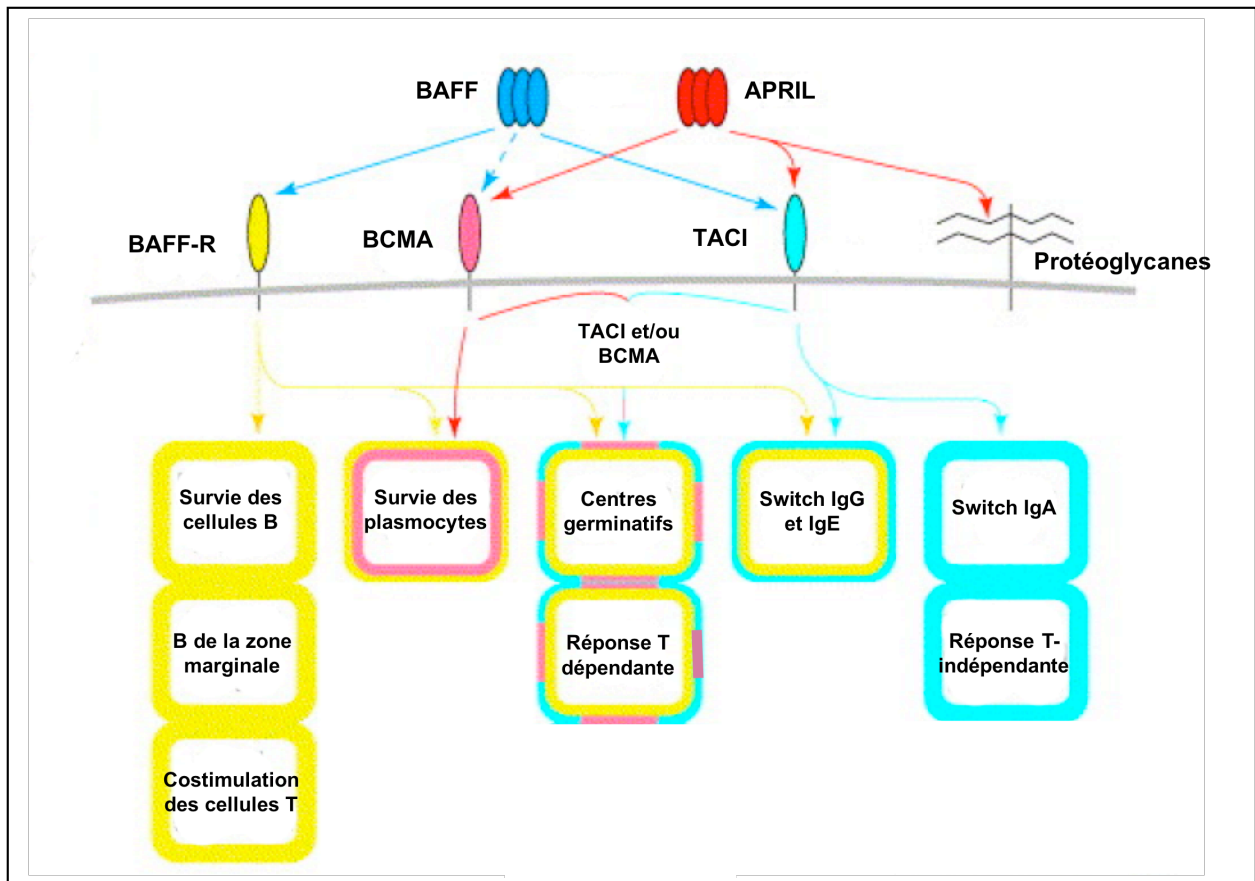 BAFF
APRIL
BAFF-R
BCMA
TACI
Protéoglycanes
TACI et/ou
BCMA
Survie des
cellules B
Survie des
plasmocytes
Centres
germinatifs
Switch IgG
et IgE
Switch IgA
B de la zone
marginale
Réponse T
dépendante
Réponse T-
indépendante
Costimulation
des cellules T